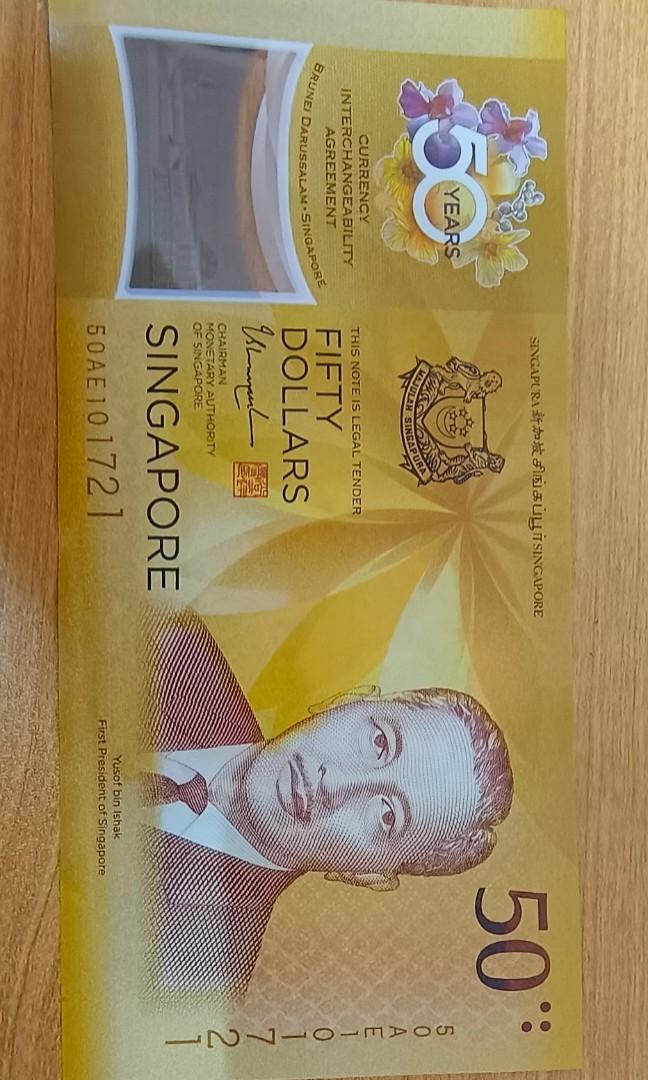 50
YEARS
CURRENCY
INTERCHANGEABILITY
AGREEMENT
BRUNEI DARUSSALAM • SINGAPORE
SINGAPURA 新加坡 சிங்கப்பூர் SINGAPORE
MAJULAH SINGAPURA
THIS NOTE IS LEGAL TENDER
FIFTY
DOLLARS
CHAIRMAN
MONETARY AUTHORITY
OF SINGAPORE
SINGAPORE
50AE101721
Yusof bin Ishak
First President of Singapore
50
50AE101721